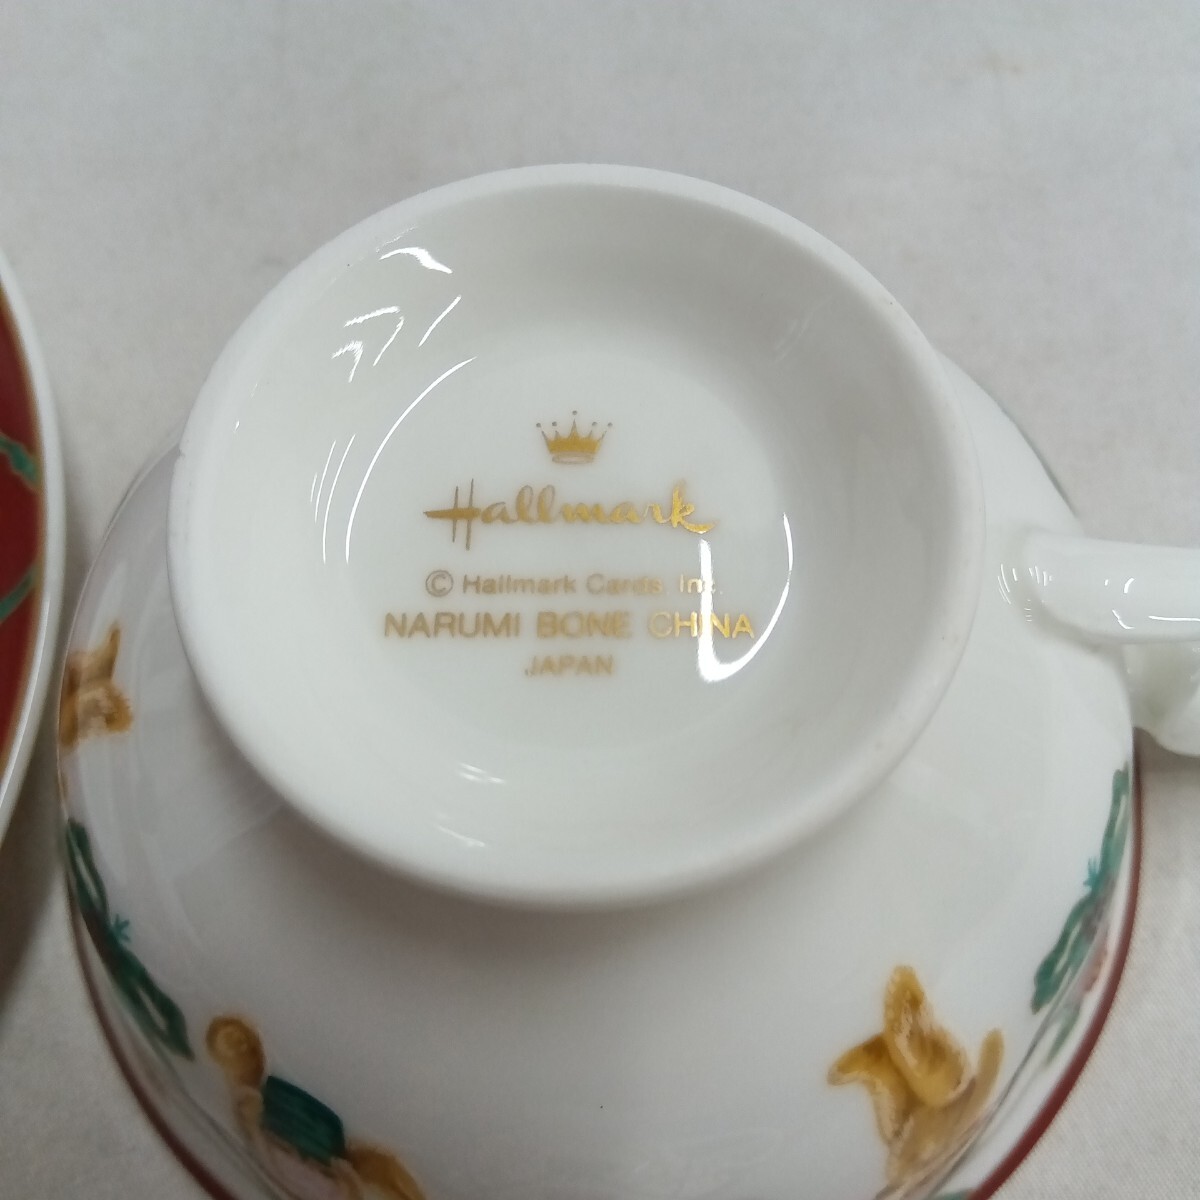 Hallmark
© Hallmark Cards, Inc.
NARUMI BONE CHINA
JAPAN